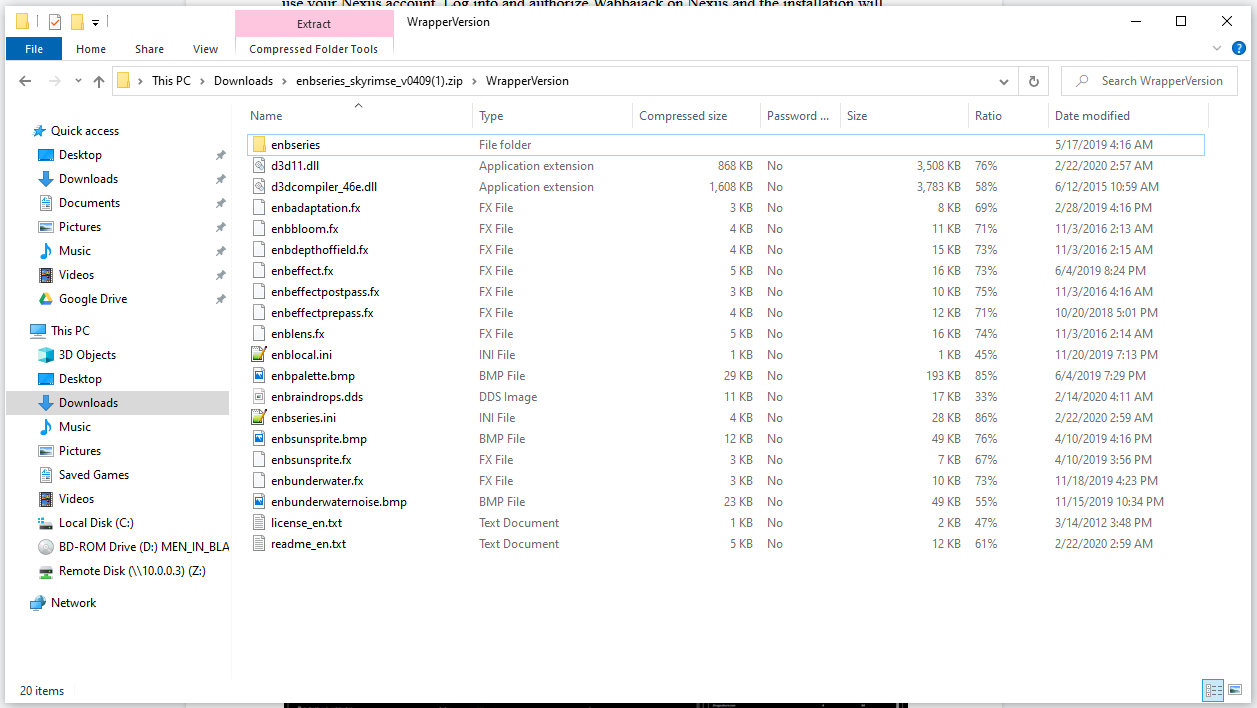 use your Nexus account. Log into and authorize Wabbajack on Nexus and the installation will
Extract
WrapperVersion
File Home Share View Compressed Folder Tools
This PC Downloads enbseries_skyrimse_v0409(1).zip WrapperVersion
Search WrapperVersion
Name Type Compressed size Password ... Size Ratio Date modified
enbseries File folder 5/17/2019 4:16 AM
d3d11.dll Application extension 868 KB No 3,508 KB 76% 2/22/2020 2:57 AM
d3dcompiler_46e.dll Application extension 1,608 KB No 3,783 KB 58% 6/12/2015 10:59 AM
enbadaptation.fx FX File 3 KB No 8 KB 69% 2/28/2019 4:16 PM
enbbloom.fx FX File 4 KB No 11 KB 71% 11/3/2016 2:13 AM
enbdepthoffield.fx FX File 4 KB No 15 KB 73% 11/3/2016 2:15 AM
enbeffect.fx FX File 5 KB No 16 KB 73% 6/4/2019 8:24 PM
enbeffectpostpass.fx FX File 3 KB No 10 KB 75% 11/3/2016 4:16 AM
enbeffectprepass.fx FX File 4 KB No 12 KB 71% 10/20/2018 5:01 PM
enblens.fx FX File 5 KB No 16 KB 74% 11/3/2016 2:14 AM
enblocal.ini INI File 1 KB No 1 KB 45% 11/20/2019 7:13 PM
enbpalette.bmp BMP File 29 KB No 193 KB 85% 6/4/2019 7:29 PM
enbraindrops.dds DDS Image 11 KB No 17 KB 33% 2/14/2020 4:11 AM
enbseries.ini INI File 4 KB No 28 KB 86% 2/22/2020 2:59 AM
enbsunsprite.bmp BMP File 12 KB No 49 KB 76% 4/10/2019 4:16 PM
enbsunsprite.fx FX File 3 KB No 7 KB 67% 4/10/2019 3:56 PM
enbunderwater.fx FX File 3 KB No 10 KB 73% 11/18/2019 4:23 PM
enbunderwaternoise.bmp BMP File 23 KB No 49 KB 55% 11/15/2019 10:34 PM
license_en.txt Text Document 1 KB No 2 KB 47% 3/14/2012 3:48 PM
readme_en.txt Text Document 5 KB No 12 KB 61% 2/22/2020 2:59 AM
Quick access
Desktop
Downloads
Documents
Pictures
Music
Videos
Google Drive
This PC
3D Objects
Desktop
Downloads
Music
Pictures
Saved Games
Videos
Local Disk (C:)
BD-ROM Drive (D:) MEN_IN_BLA
Remote Disk (\\10.0.0.3) (Z:)
Network
20 items